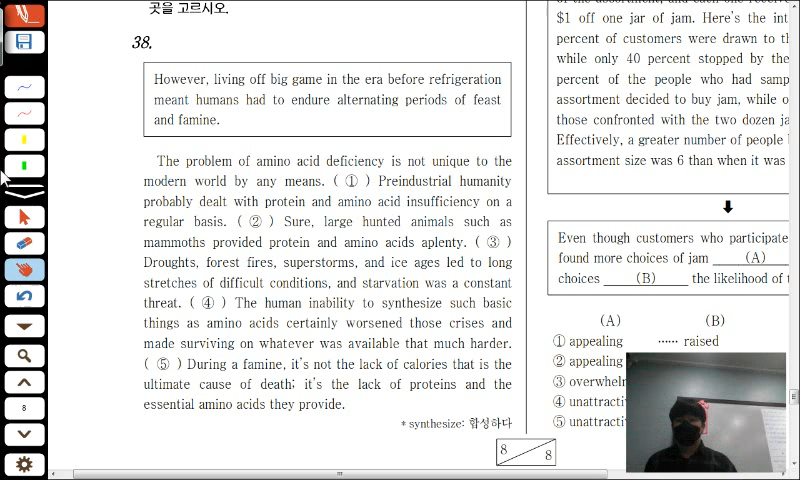 곳을 고르시오.
38.
However, living off big game in the era before refrigeration
meant humans had to endure alternating periods of feast
and famine.
The problem of amino acid deficiency is not unique to the
modern world by any means. ( ① ) Preindustrial humanity
probably dealt with protein and amino acid insufficiency on a
regular basis. ( ② ) Sure, large hunted animals such as
mammoths provided protein and amino acids aplenty. ( ③ )
Droughts, forest fires, superstorms, and ice ages led to long
stretches of difficult conditions, and starvation was a constant
threat. ( ④ ) The human inability to synthesize such basic
things as amino acids certainly worsened those crises and
made surviving on whatever was available that much harder.
( ⑤ ) During a famine, it's not the lack of calories that is the
ultimate cause of death; it's the lack of proteins and the
essential amino acids they provide.
* synthesize: 합성하다
8
8
$1 off one jar of jam. Here's the int
percent of customers were drawn to th
while only 40 percent stopped by the
percent of the people who had samp
assortment decided to buy jam, while o
those confronted with the two dozen ja
Effectively, a greater number of people
assortment size was 6 than when it was
Even though customers who participate
found more choices of jam (A)
choices (B) the likelihood of t
(A) (B)
① appealing ······ raised
② appealing
③ overwhelm
④ unattracti
⑤ unattracti
8